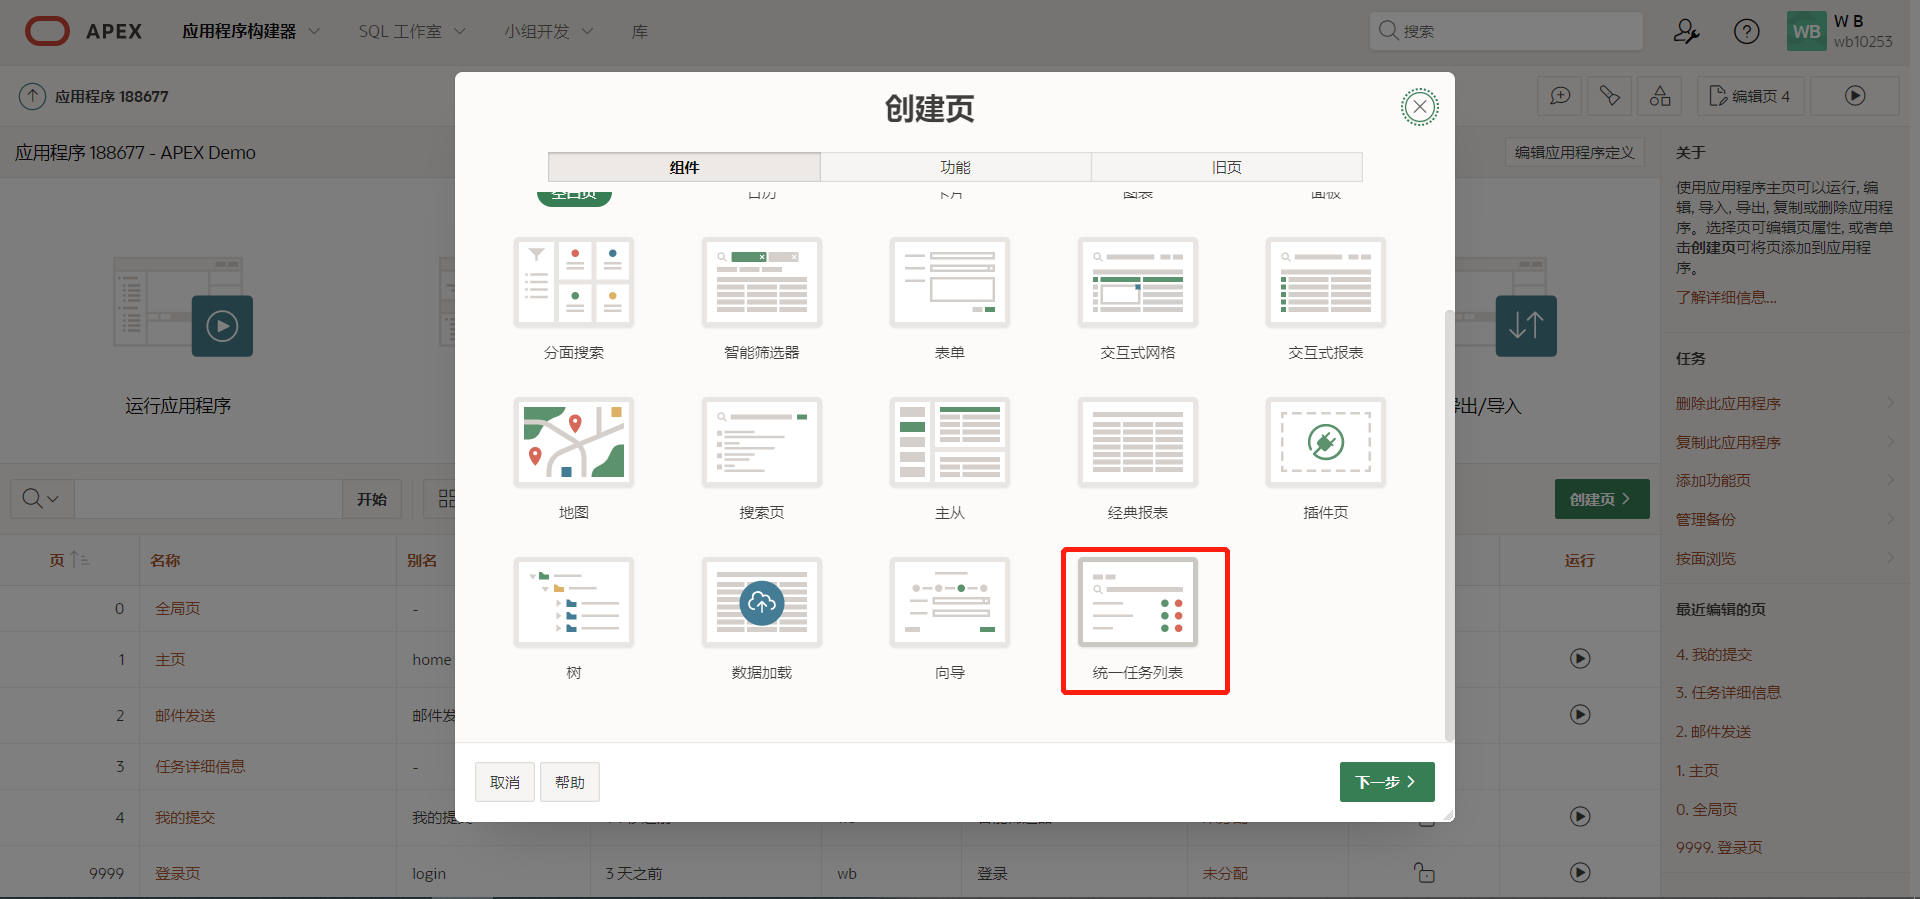 APEX
应用程序构建器
SQL 工作室
小组开发
库
搜索
WB
W B
wb10253
应用程序 188677
编辑页 4
应用程序 188677 - APEX Demo
编辑应用程序定义
创建页
组件
功能
旧页
空白页
日历
卡片
图表
面板
分面搜索
智能筛选器
表单
交互式网格
交互式报表
地图
搜索页
主从
经典报表
插件页
树
数据加载
向导
统一任务列表
取消
帮助
下一步
运行应用程序
导出/导入
开始
创建页
页
名称
别名
运行
0
全局页
-
1
主页
home
2
邮件发送
邮件发
3
任务详细信息
-
4
我的提交
我的提
9999
登录页
login
3 天之前
wb
登录
未分配
关于
使用应用程序主页可以运行, 编
辑, 导入, 导出, 复制或删除应用程
序。选择页可编辑页属性, 或者单
击创建页可将页添加到应用程
序。
了解详细信息...
任务
删除此应用程序
复制此应用程序
添加功能页
管理备份
按面浏览
最近编辑的页
4. 我的提交
3. 任务详细信息
2. 邮件发送
1. 主页
0. 全局页
9999. 登录页